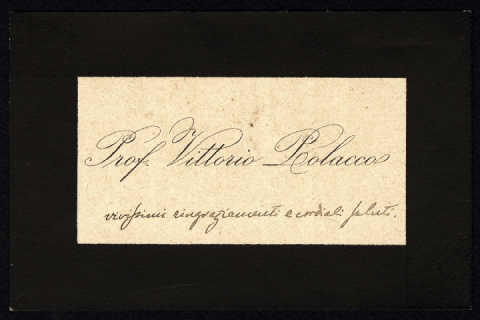 Prof. Vittorio Polacco
vivissimi ringraziamenti e cordiali saluti.